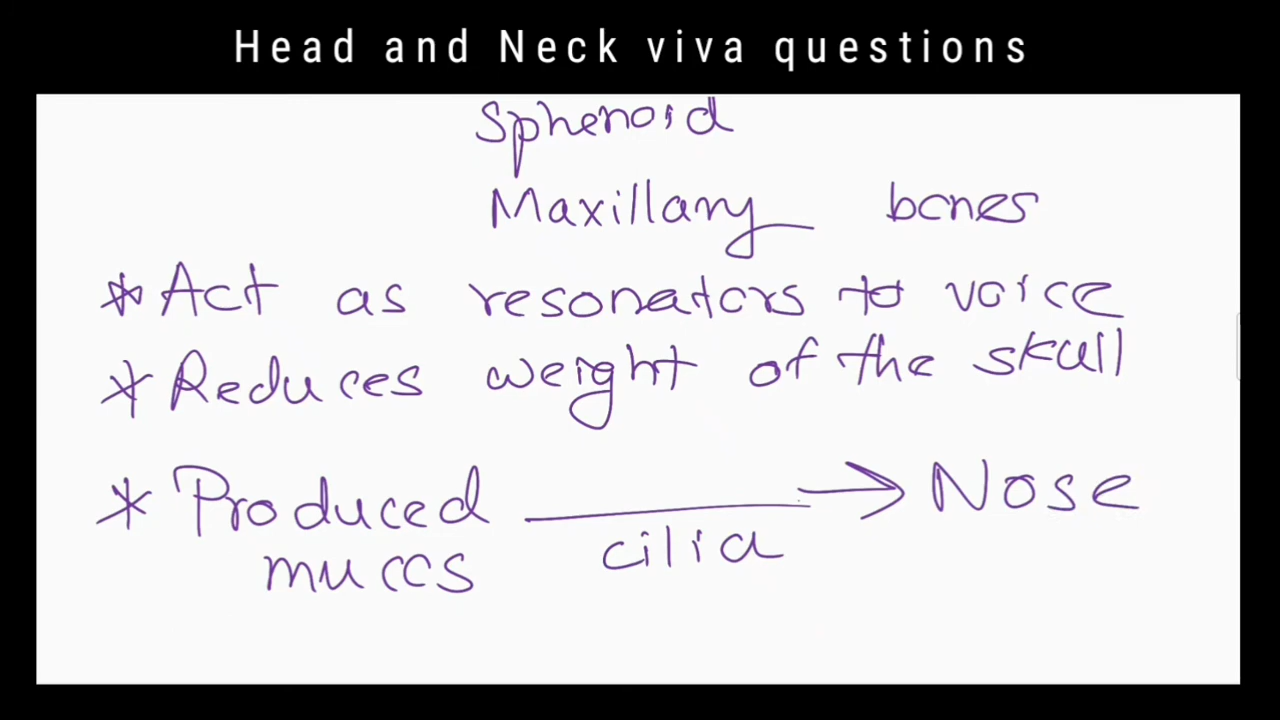 Head and Neck viva questions
Sphenoid
Maxillary bones
* Act as resonators to voice
* Reduces weight of the skull
* Produced → Nose
cilia
mucus